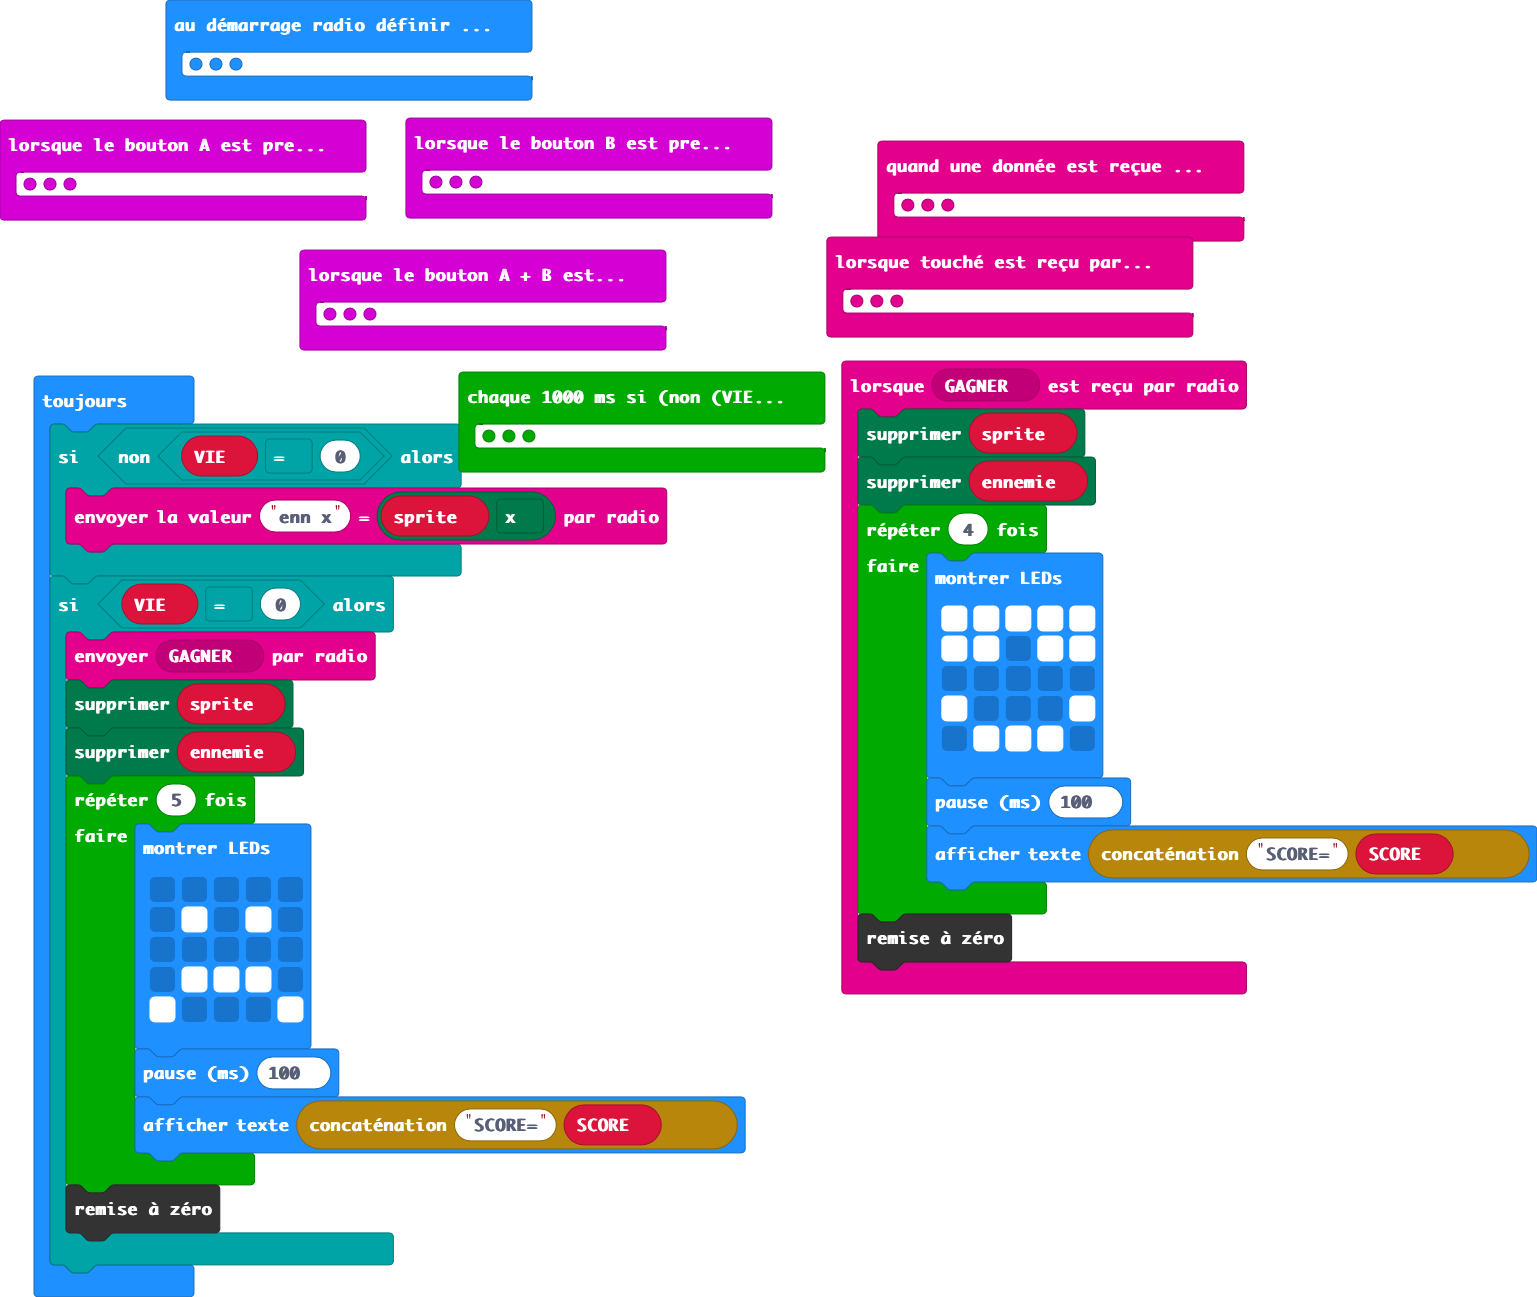 au démarrage radio définir ...
lorsque le bouton A est pre...
lorsque le bouton B est pre...
quand une donnée est reçue ...
lorsque touché est reçu par...
lorsque le bouton A + B est...
toujours
si non VIE = 0 alors
envoyer la valeur "enn x" = sprite x par radio
si VIE = 0 alors
envoyer GAGNER par radio
supprimer sprite
supprimer ennemie
répéter 5 fois
faire
montrer LEDs
pause (ms) 100
afficher texte concaténation "SCORE=" SCORE
remise à zéro
chaque 1000 ms si (non (VIE...
lorsque GAGNER est reçu par radio
supprimer sprite
supprimer ennemie
répéter 4 fois
faire
montrer LEDs
pause (ms) 100
afficher texte concaténation "SCORE=" SCORE
remise à zéro